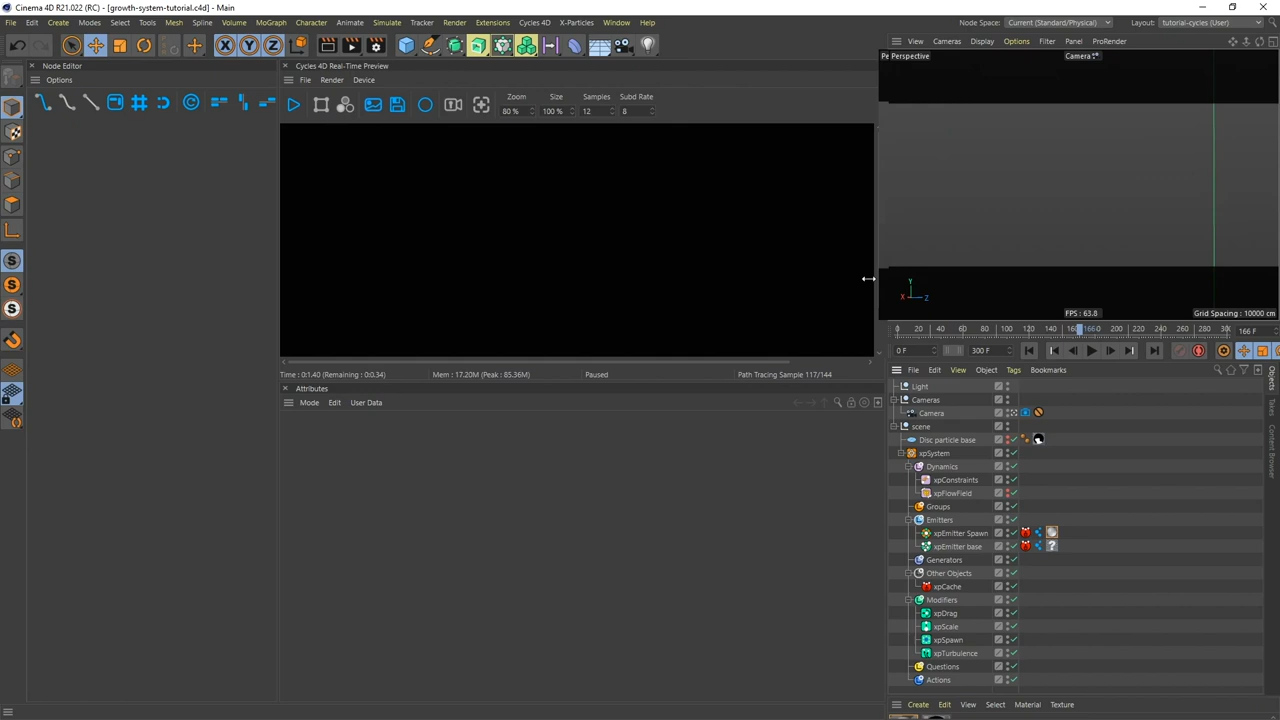 Cinema 4D R21.022 (RC) - [growth-system-tutorial.c4d] - Main
File Edit Create Modes Select Tools Spline Mesh Volume MoGraph Character Animate Simulate Tracker Render Extensions Cycles 4D X-Particles Window Help
Node Space: Current (Standard/Physical) Layout: tutorial-cycles (User)
X Y Z
Node Editor
Options
Cycles 4D Real-Time Preview
File Render Device
Zoom Size Samples Subd Rate
80 % 100 % 12 8
View Cameras Display Options Filter Panel ProRender
Perspective Camera
Y
X Z
FPS : 63.8 Grid Spacing : 10000 cm
0 20 40 60 80 100 120 140 166 0 200 220 240 260 280 166 F
0 F 300 F
Time : 0:1.40 (Remaining : 0:0.34) Mem : 17.20M (Peak : 85.36M) Paused Path Tracing Sample 117/144
Attributes
Mode Edit User Data
File Edit View Object Tags Bookmarks
Light
Cameras
Camera
scene
Disc particle base
xpSystem
Dynamics
xpConstraints
xpFlowField
Groups
Emitters
xpEmitter Spawn
xpEmitter base
Generators
Other Objects
xpCache
Modifiers
xpDrag
xpScale
xpSpawn
xpTurbulence
Questions
Actions
Objects
Takes
Content Browser
Create Edit View Select Material Texture